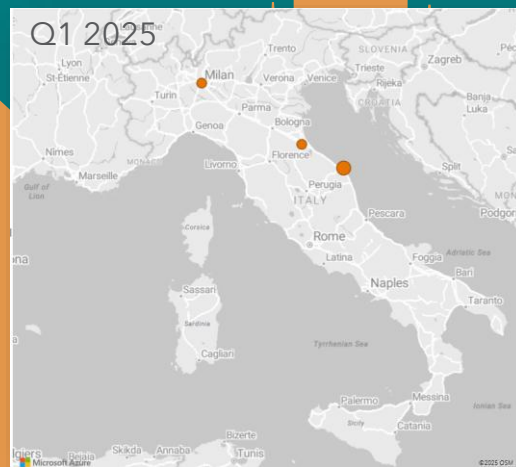 Q1 2025
Trento
SLOVENIA
Lyon
Zagreb
Milan
Trieste
St-Étienne
Verona
Venice
Rijeka
Turin
CROATIA
Banja
Luka
Parma
Bologna
Genoa
Nimes
MONACO
Livorno
Florence
Split
Marseille
Gulf of
Lion
Perugia
ITALY
Pescara
Podgor
Corsica
Rome
Adriatic Sea
Latina
Foggia
Bari
Sassari
Naples
Taranto
Sardinia
Tyrrhenian Sea
Cagliari
Messina
Palermo
Ionian Sea
Sicily
Catania
Bizerte
Skikda
Annaba
Tunis
Bejaïa
lgiers
Microsoft Azure
©2025 OSM